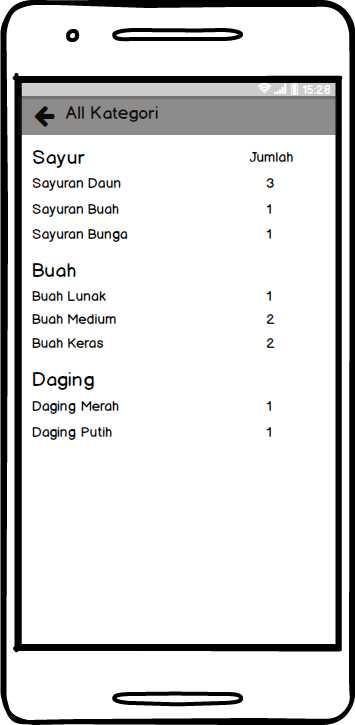 15:28
All Kategori
Sayur Jumlah
Sayuran Daun 3
Sayuran Buah 1
Sayuran Bunga 1
Buah
Buah Lunak 1
Buah Medium 2
Buah Keras 2
Daging
Daging Merah 1
Daging Putih 1